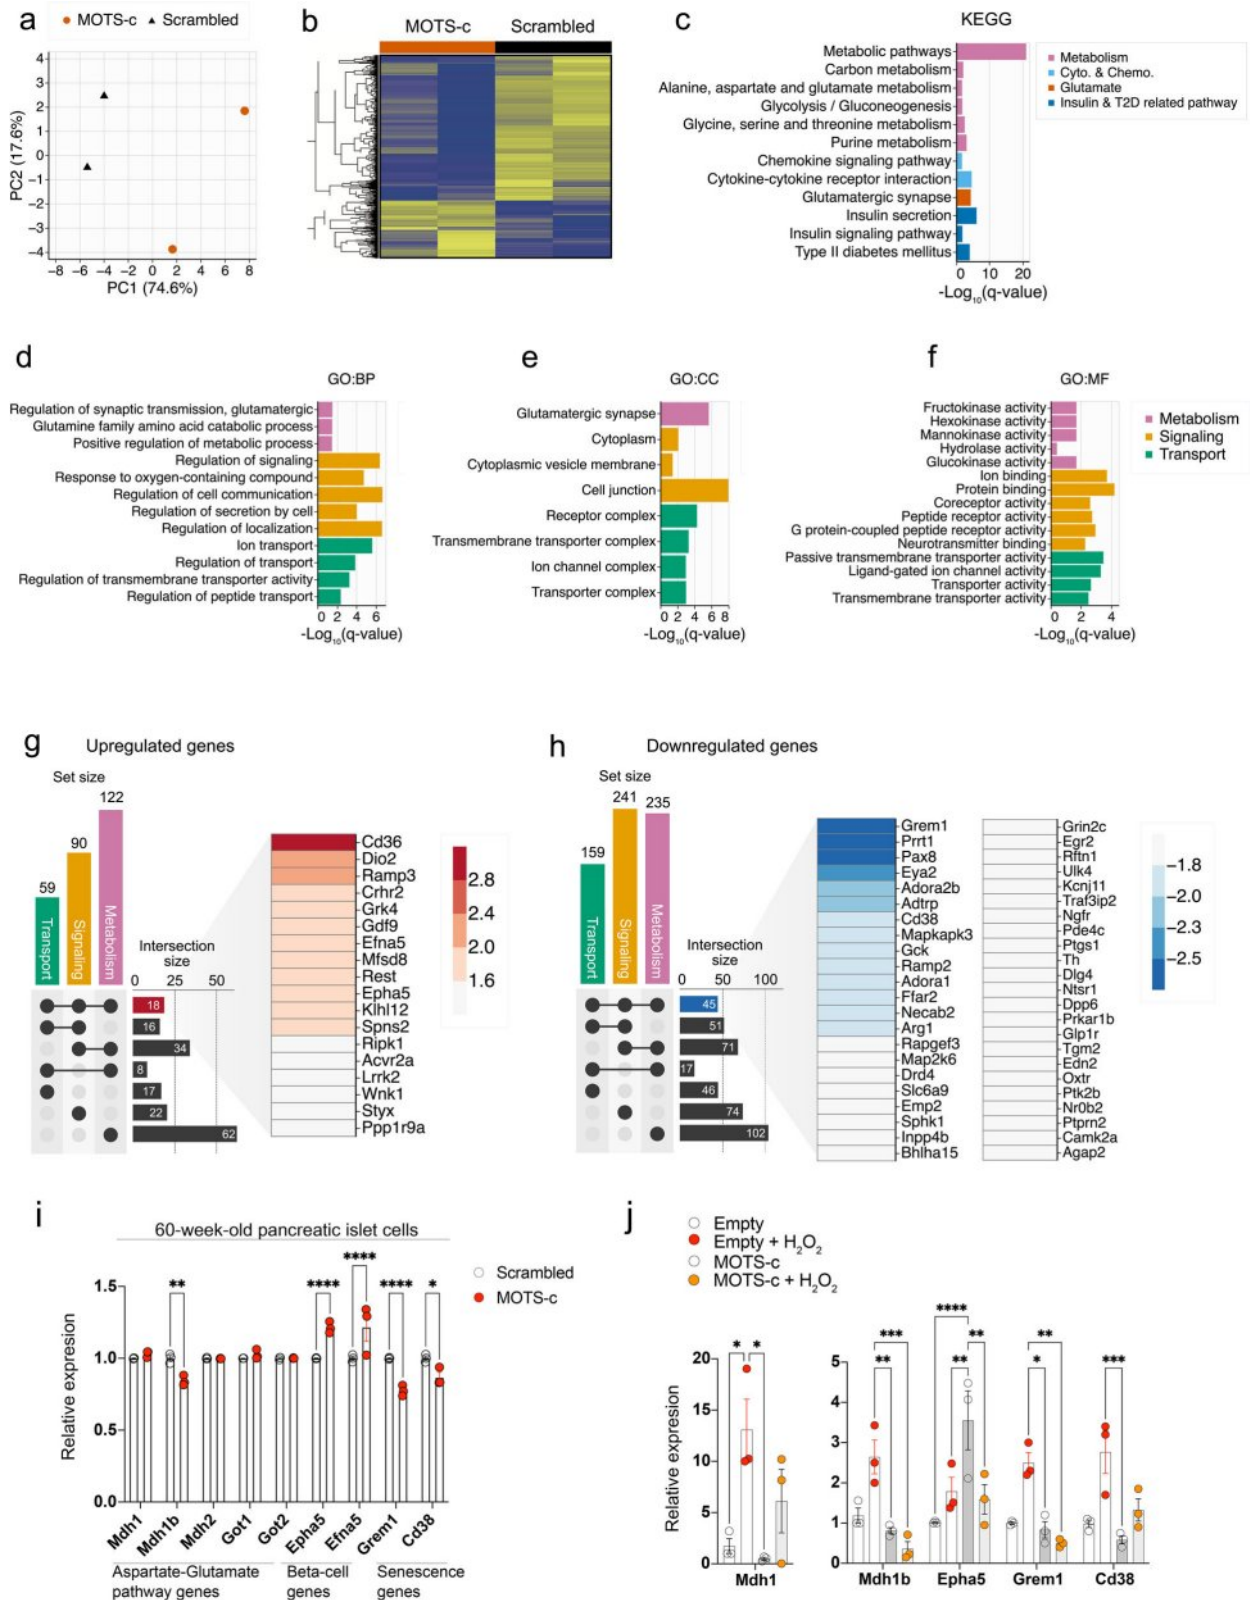 a
MOTS-c
Scrambled
4
3
2
1
0
−1
−2
−3
−4
PC2 (17.6%)
−8 −6 −4 −2 0 2 4 6 8
PC1 (74.6%)
b
MOTS-c Scrambled
c
KEGG
Metabolic pathways
Carbon metabolism
Alanine, aspartate and glutamate metabolism
Glycolysis / Gluconeogenesis
Glycine, serine and threonine metabolism
Purine metabolism
Chemokine signaling pathway
Cytokine-cytokine receptor interaction
Glutamatergic synapse
Insulin secretion
Insulin signaling pathway
Type II diabetes mellitus
0 10 20
-Log10(q-value)
Metabolism
Cyto. & Chemo.
Glutamate
Insulin & T2D related pathway
d
GO:BP
Regulation of synaptic transmission, glutamatergic
Glutamine family amino acid catabolic process
Positive regulation of metabolic process
Regulation of signaling
Response to oxygen-containing compound
Regulation of cell communication
Regulation of secretion by cell
Regulation of localization
Ion transport
Regulation of transport
Regulation of transmembrane transporter activity
Regulation of peptide transport
0 2 4 6
-Log10(q-value)
e
GO:CC
Glutamatergic synapse
Cytoplasm
Cytoplasmic vesicle membrane
Cell junction
Receptor complex
Transmembrane transporter complex
Ion channel complex
Transporter complex
0 2 4 6 8
-Log10(q-value)
f
GO:MF
Fructokinase activity
Hexokinase activity
Mannokinase activity
Hydrolase activity
Glucokinase activity
Ion binding
Protein binding
Coreceptor activity
Peptide receptor activity
G protein-coupled peptide receptor activity
Neurotransmitter binding
Passive transmembrane transporter activity
Ligand-gated ion channel activity
Transporter activity
Transmembrane transporter activity
0 2 4
-Log10(q-value)
Metabolism
Signaling
Transport
g
Upregulated genes
Set size
122
90
59
Transport
Signaling
Metabolism
Intersection
size
0 25 50
18
16
34
8
17
22
62
Cd36
Dio2
Ramp3
Crhr2
Grk4
Gdf9
Efna5
Mfsd8
Rest
Epha5
Klhl12
Spns2
Ripk1
Acvr2a
Lrrk2
Wnk1
Styx
Ppp1r9a
2.8
2.4
2.0
1.6
h
Downregulated genes
Set size
241
235
159
Transport
Signaling
Metabolism
Intersection
size
0 50 100
45
51
71
17
46
74
102
Grem1
Prrt1
Pax8
Eya2
Adora2b
Adtrp
Cd38
Mapkapk3
Gck
Ramp2
Adora1
Ffar2
Necab2
Arg1
Rapgef3
Map2k6
Drd4
Slc6a9
Emp2
Sphk1
Inpp4b
Bhlha15
Grin2c
Egr2
Rftn1
Ulk4
Kcnj11
Traf3ip2
Ngfr
Pde4c
Ptgs1
Th
Dlg4
Ntsr1
Dpp6
Prkar1b
Glp1r
Tgm2
Edn2
Oxtr
Ptk2b
Nr0b2
Ptprn2
Camk2a
Agap2
−1.8
−2.0
−2.3
−2.5
i
60-week-old pancreatic islet cells
Scrambled
MOTS-c
** **** **** **** *
1.5
1.0
0.5
0.0
Relative expression
Mdh1 Mdh1b Mdh2 Got1 Got2 Epha5 Efna5 Grem1 Cd38
Aspartate-Glutamate
pathway genes
Beta-cell
genes
Senescence
genes
j
Empty
Empty + H2O2
MOTS-c
MOTS-c + H2O2
Relative expression
20
15
10
5
0
* *
Mdh1
5
4
3
2
1
0
*** ** **** ** ** ** * ***
Mdh1b Epha5 Grem1 Cd38